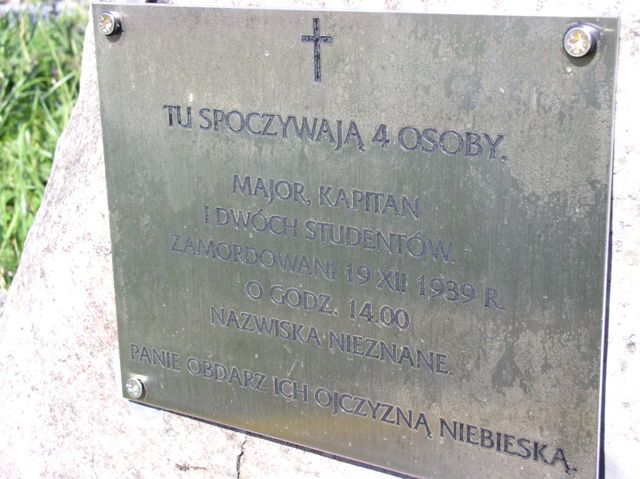 TU SPOCZYWAJĄ 4 OSOBY.
MAJOR, KAPITAN
I DWÓCH STUDENTÓW.
ZAMORDOWANI 19 XII 1939 R.
O GODZ. 14.00
NAZWISKA NIEZNANE.
PANIE OBDARZ ICH OJCZYZNĄ NIEBIESKĄ.